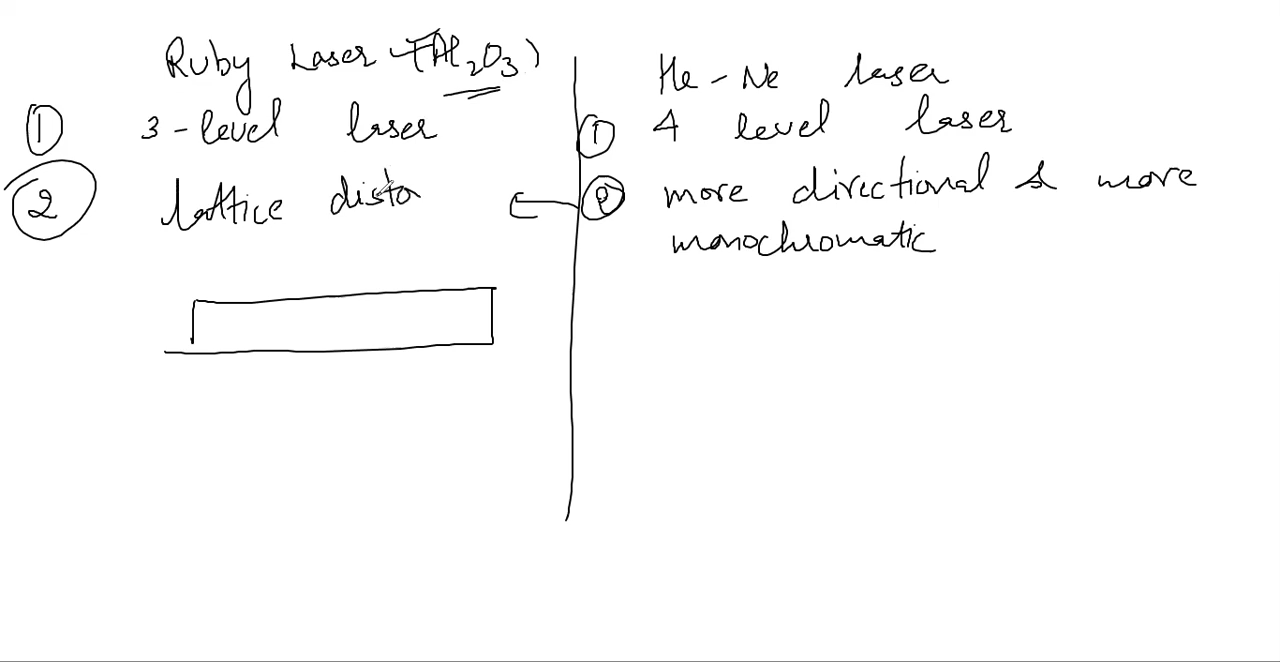 Ruby Laser (Al2O3)
① 3-level laser
② Lattice disto
He-Ne laser
① 4 level laser
② more directional & more
monochromatic